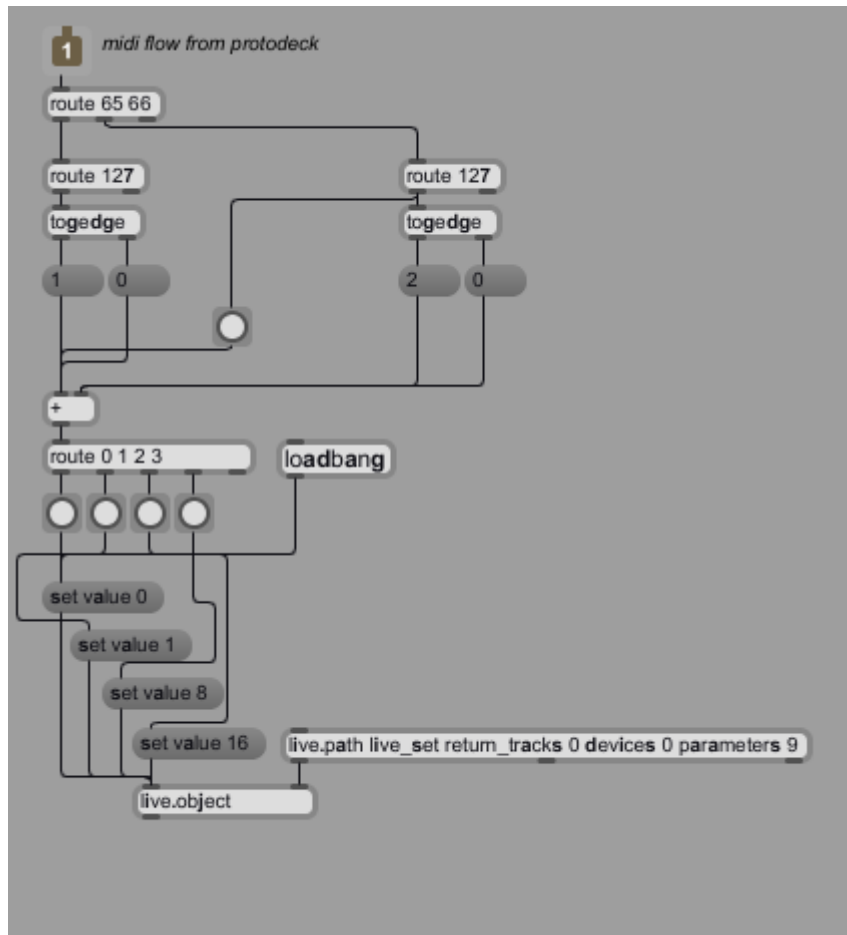 1 midi flow from protodeck
route 65 66
route 127 route 127
togedge togedge
1 0 2 0
+
route 0 1 2 3 loadbang
set value 0
set value 1
set value 8
set value 16 live.path live_set return_tracks 0 devices 0 parameters 9
live.object